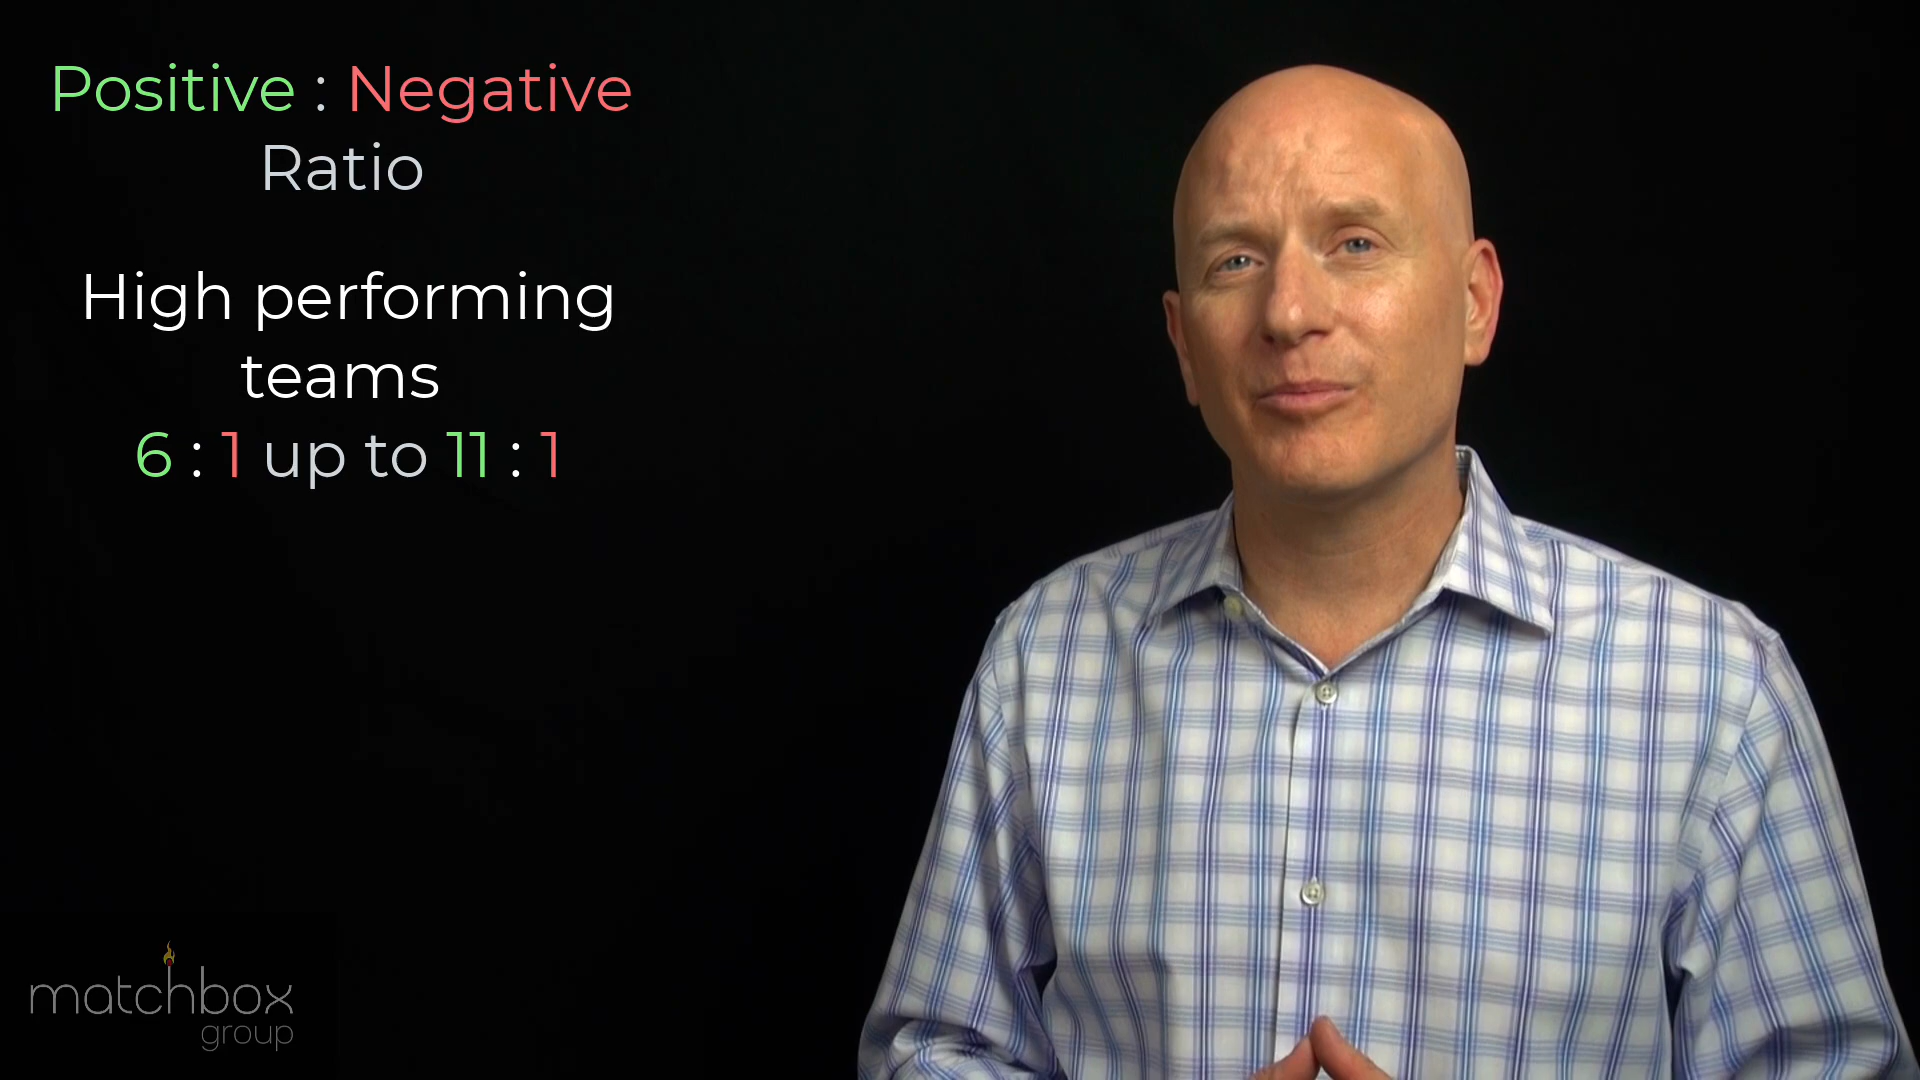 Positive : Negative
Ratio
High performing
teams
6 : 1 up to 11 : 1
matchbox
group